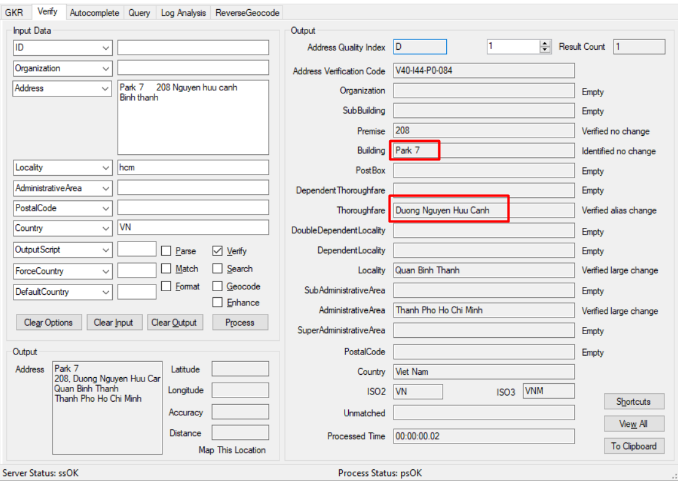 GKR Verify Autocomplete Query Log Analysis ReverseGeocode
Input Data
ID
Organization
Address Park 7 208 Nguyen huu canh
Binh thanh
Locality hcm
AdministrativeArea
PostalCode
Country VN
OutputScript Parse Verify
ForceCountry Match Search
DefaultCountry Format Geocode
Enhance
Clear Options Clear Input Clear Output Process
Output
Address Park 7
208, Duong Nguyen Huu Car
Quan Binh Thanh
Thanh Pho Ho Chi Minh
Latitude
Longitude
Accuracy
Distance
Map This Location
Output
Address Quality Index D 1 Result Count 1
Address Verification Code V40-I44-P0-084
Organization Empty
SubBuilding Empty
Premise 208 Verified no change
Building Park 7 Identified no change
PostBox Empty
DependentThoroughfare Empty
Thoroughfare Duong Nguyen Huu Canh Verified alias change
DoubleDependentLocality Empty
DependentLocality Empty
Locality Quan Binh Thanh Verified large change
SubAdministrativeArea Empty
AdministrativeArea Thanh Pho Ho Chi Minh Verified large change
SuperAdministrativeArea Empty
PostalCode Empty
Country Viet Nam
ISO2 VN ISO3 VNM
Unmatched
Processed Time 00:00:00.02
Shortcuts
View All
To Clipboard
Server Status: ssOK Process Status: psOK